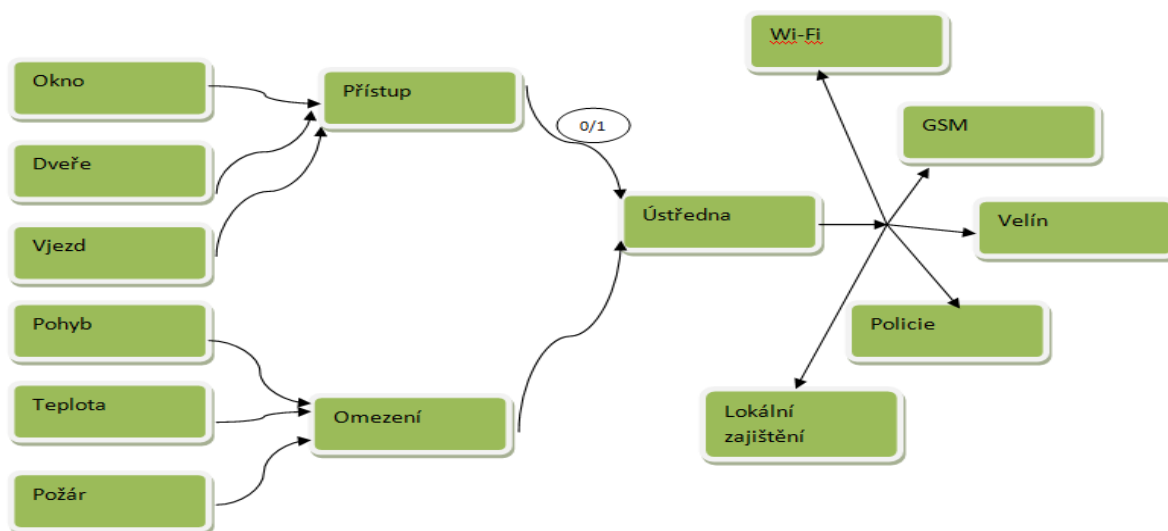 Okno
Dveře
Vjezd
Pohyb
Teplota
Požár
Přístup
Omezení
0/1
Ústředna
Wi-Fi
GSM
Velín
Policie
Lokální
zajištění